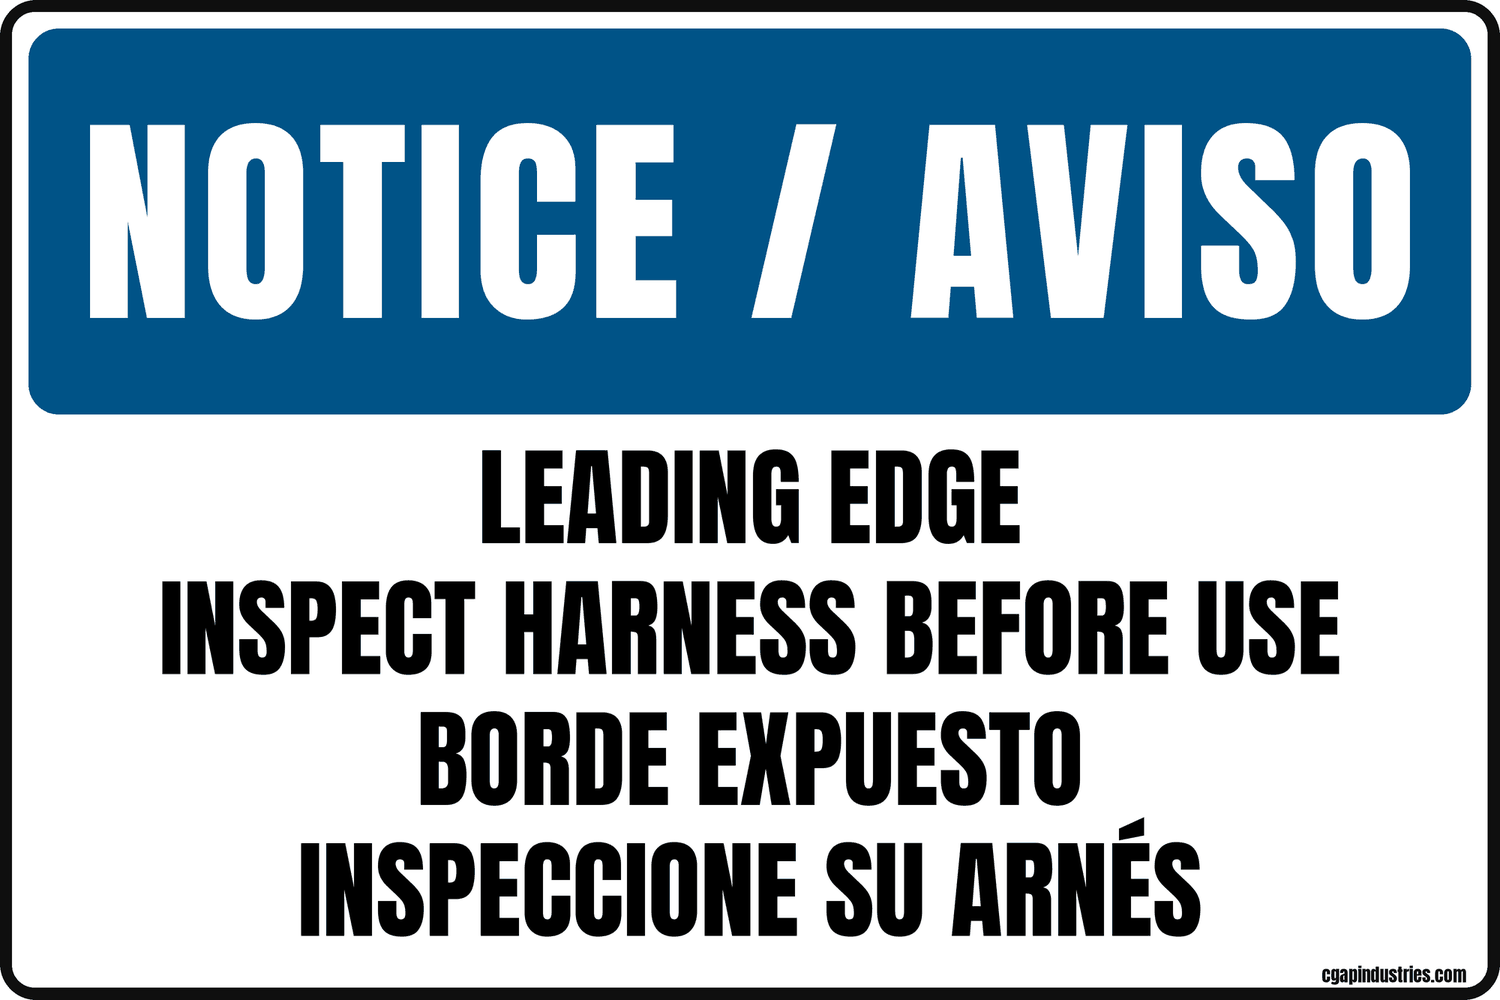 NOTICE / AVISO
LEADING EDGE
INSPECT HARNESS BEFORE USE
BORDE EXPUESTO
INSPECCIONE SU ARNÉS
cgapindustries.com